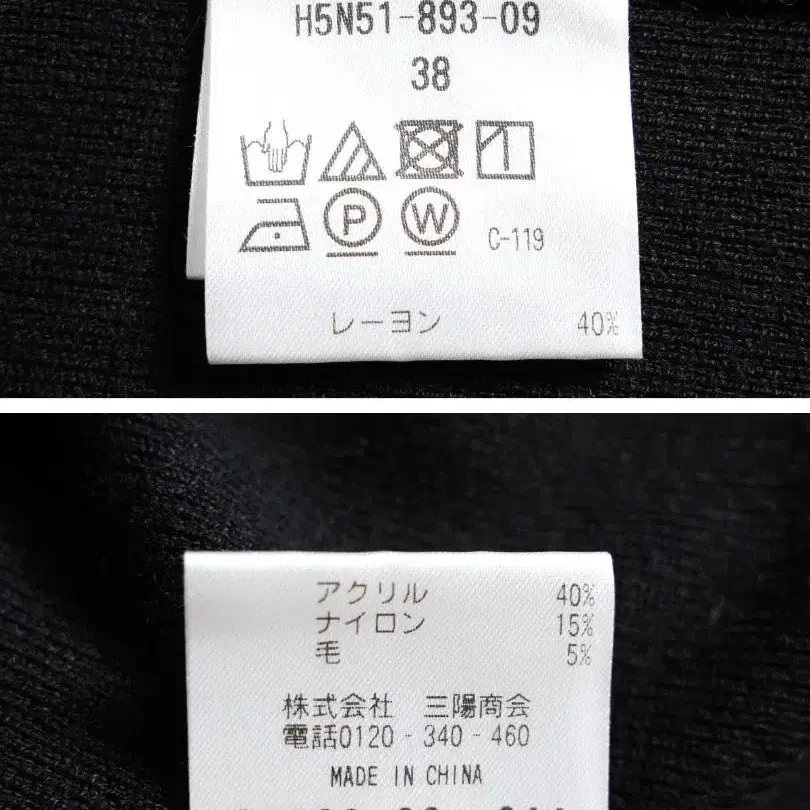 H5N51-893-09
38
P W C-119
レーヨン 40%
アクリル 40%
ナイロン 15%
毛 5%
株式会社 三陽商会
電話0120-340-460
MADE IN CHINA